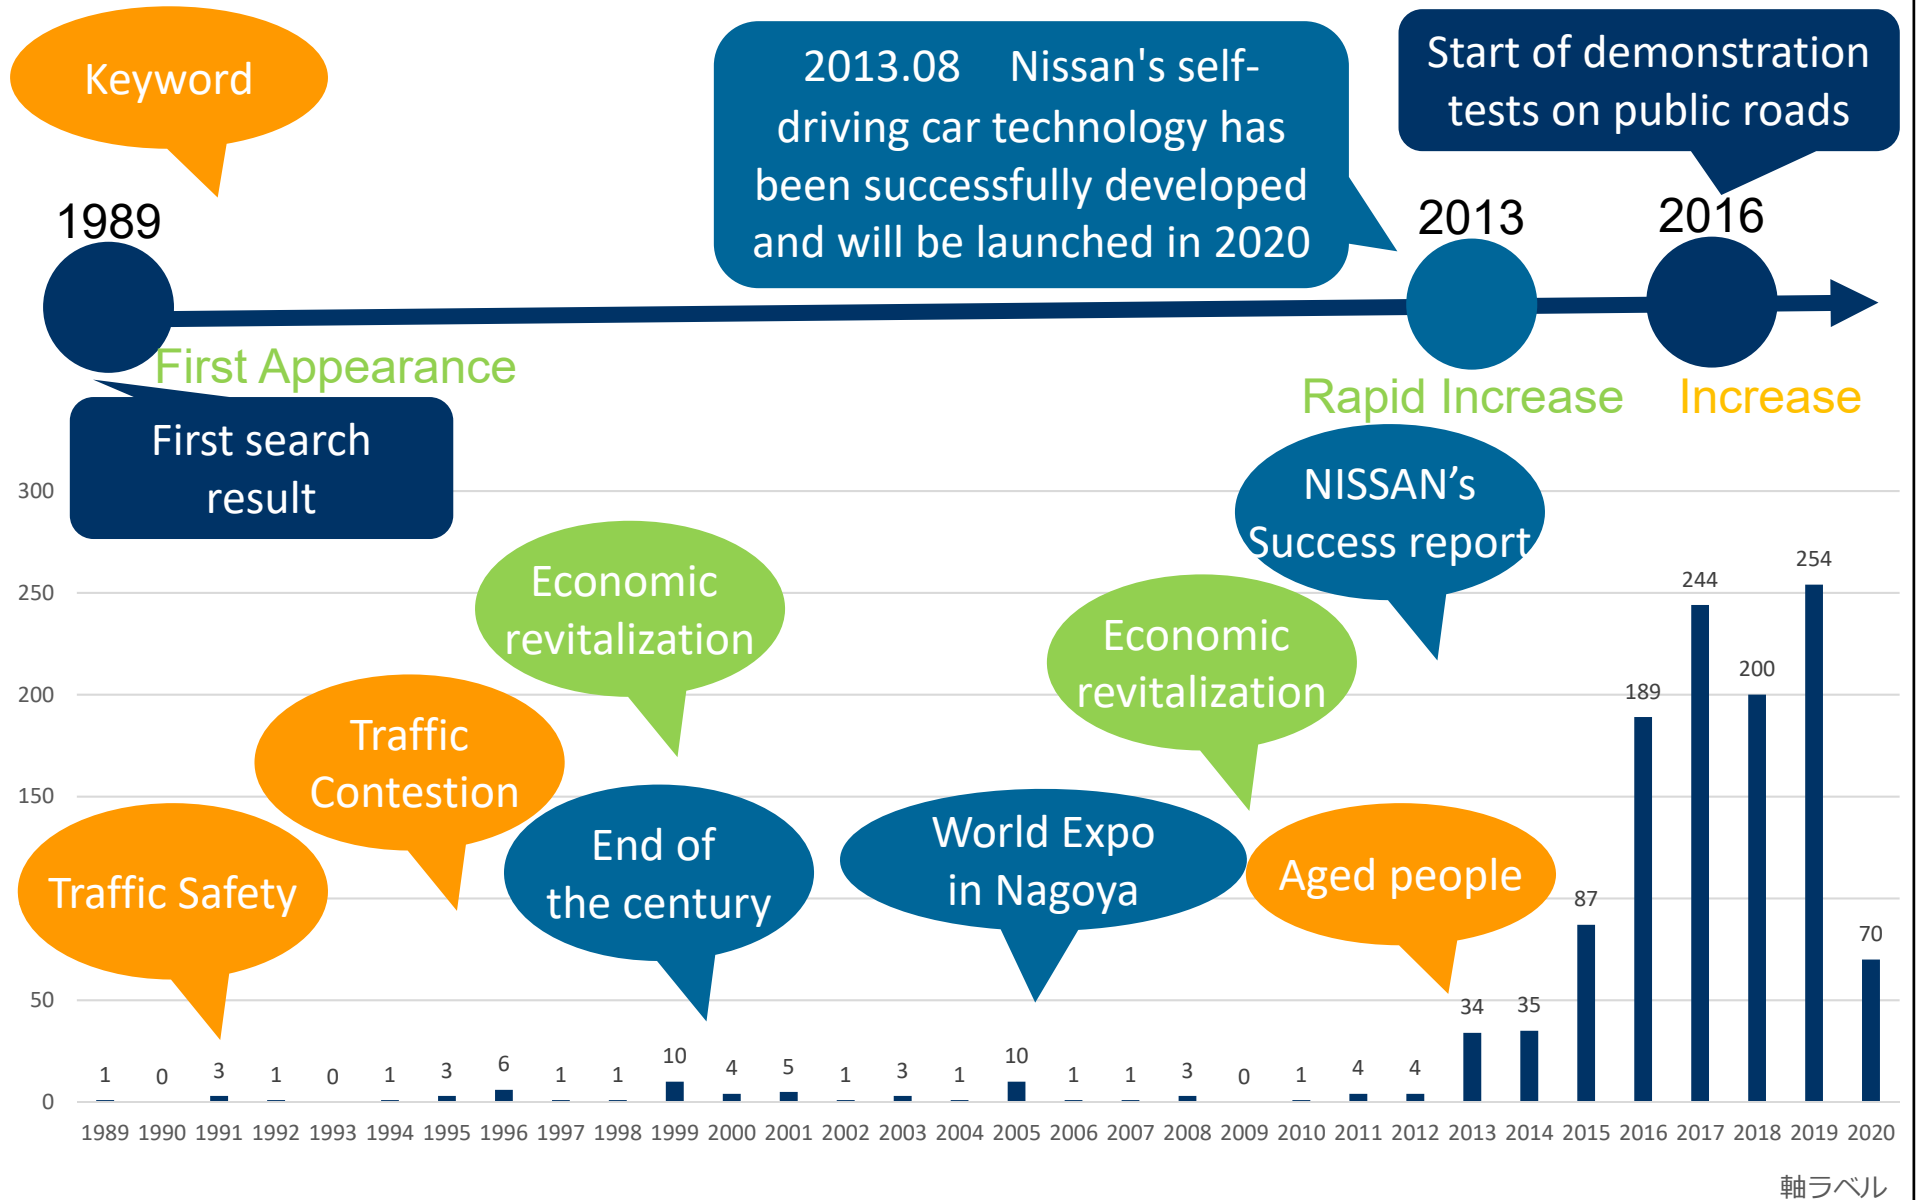 Keyword
2013.08 Nissan's self-
driving car technology has
been successfully developed
and will be launched in 2020
Start of demonstration
tests on public roads
1989
2013
2016
First Appearance
Rapid Increase
Increase
First search
result
NISSAN’s
Success report
Economic
revitalization
Economic
revitalization
Traffic
Contestion
End of
the century
World Expo
in Nagoya
Aged people
Traffic Safety
300
250
200
150
50
0
1 0 3 1 0 1 3 6 1 1 10 4 5 1 3 1 10 1 1 3 0 1 4 4 34 35 87 189 244 200 254 70
1989 1990 1991 1992 1993 1994 1995 1996 1997 1998 1999 2000 2001 2002 2003 2004 2005 2006 2007 2008 2009 2010 2011 2012 2013 2014 2015 2016 2017 2018 2019 2020
軸ラベル